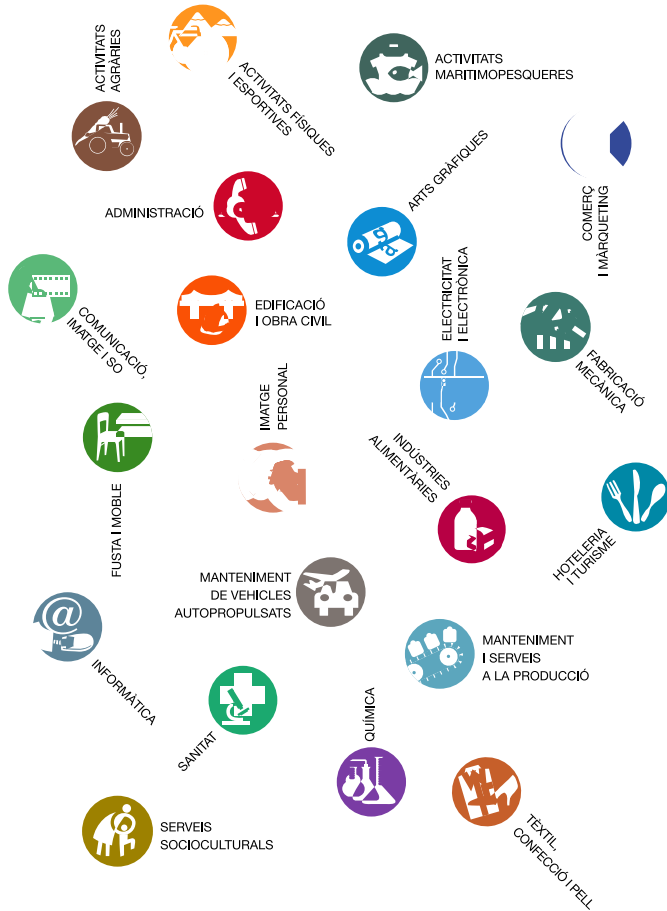 ACTIVITATS
AGRÀRIES
ACTIVITATS FÍSIQUES
I ESPORTIVES
ACTIVITATS
MARITIMOPESQUERES
ADMINISTRACIÓ
ARTS GRÀFIQUES
COMERÇ
I MÀRQUETING
COMUNICACIÓ,
IMATGE I SO
EDIFICACIÓ
I OBRA CIVIL
ELECTRICITAT
I ELECTRÒNICA
FABRICACIÓ
MECÀNICA
FUSTA I MOBLE
IMATGE
PERSONAL
INDÚSTRIES
ALIMENTÀRIES
HOTELERIA
I TURISME
MANTENIMENT
DE VEHICLES
AUTOPROPULSATS
@
INFORMÀTICA
MANTENIMENT
I SERVEIS
A LA PRODUCCIÓ
SANITAT
QUÍMICA
SERVEIS
SOCIOCULTURALS
TÈXTIL,
CONFECCIÓ I PELL